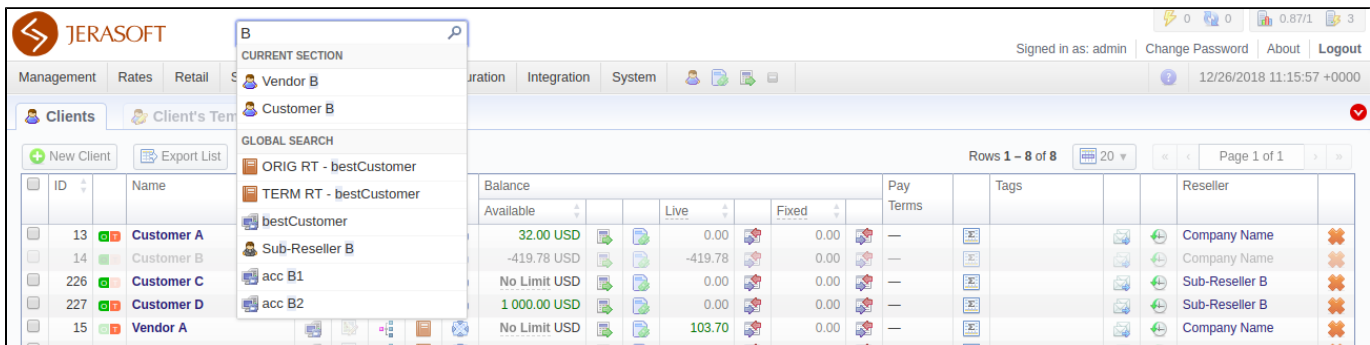 0 0 0.87/1 3
JERASOFT
B
Signed in as: admin Change Password About Logout
CURRENT SECTION
Management Rates Retail S uration Integration System 12/26/2018 11:15:57 +0000
Vendor B
Customer B
Clients Client's Tem
GLOBAL SEARCH
New Client Export List Rows 1 – 8 of 8 20 « ‹ Page 1 of 1 › »
ORIG RT - bestCustomer
TERM RT - bestCustomer
bestCustomer
Sub-Reseller B
acc B1
acc B2
ID Name Balance Pay Terms Tags Reseller
Available Live Fixed
13 O T Customer A 32.00 USD 0.00 0.00 — Company Name
14 Customer B -419.78 USD -419.78 0.00 — Company Name
226 O Customer C No Limit USD 0.00 0.00 — Sub-Reseller B
227 O T Customer D 1 000.00 USD 0.00 0.00 — Sub-Reseller B
15 T Vendor A No Limit USD 103.70 0.00 — Company Name